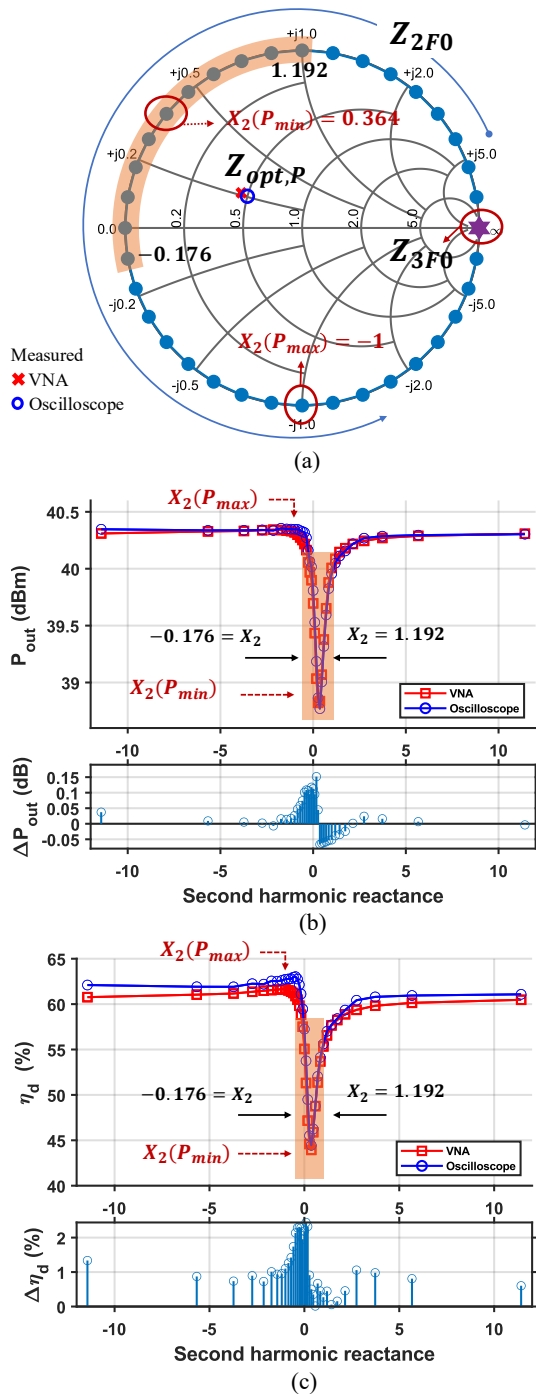 +j1.0
Z2F0
1.192
+j0.5
+j2.0
X2(Pmin) = 0.364
+j0.2
Zopt,P
+j5.0
0.0
0.2
0.5
1.0
2.0
5.0
∞
−0.176
Z3F0
-j0.2
-j5.0
X2(Pmax) = −1
Measured
VNA
Oscilloscope
-j0.5
-j2.0
-j1.0
(a)
X2(Pmax)
40.5
40
39.5
39
Pout (dBm)
−0.176 = X2
X2 = 1.192
X2(Pmin)
VNA
Oscilloscope
-10
-5
0
5
10
0.15
0.1
0.05
0
-0.05
ΔPout (dB)
-10
-5
0
5
10
Second harmonic reactance
(b)
X2(Pmax)
65
60
55
50
45
40
ηd (%)
−0.176 = X2
X2 = 1.192
X2(Pmin)
VNA
Oscilloscope
-10
-5
0
5
10
2
1
0
Δηd (%)
-10
-5
0
5
10
Second harmonic reactance
(c)